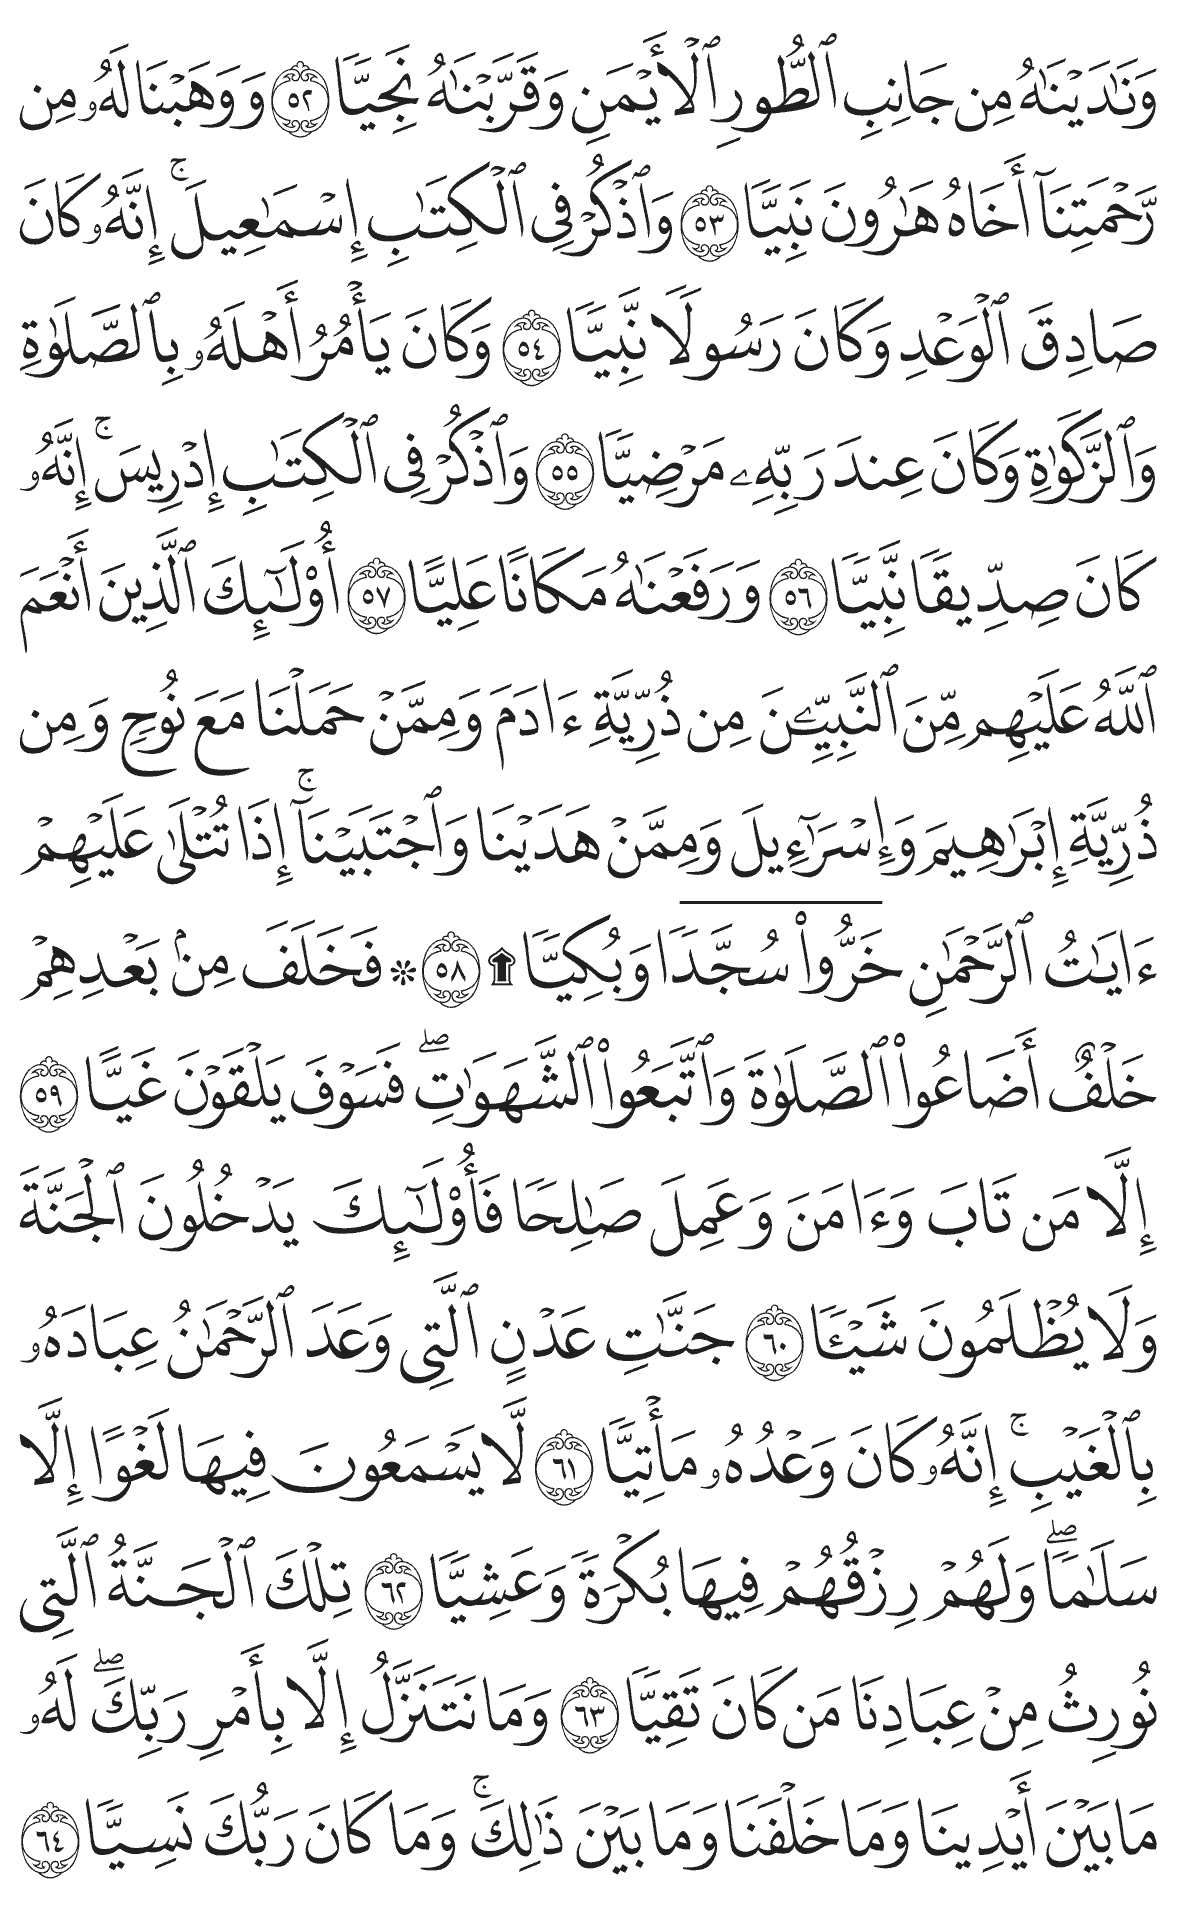 وَنَٰدَيْنَٰهُ مِن جَانِبِ ٱلطُّورِ ٱلْأَيْمَنِ وَقَرَّبْنَٰهُ نَجِيًّا ٥٢ وَوَهَبْنَا لَهُۥ مِن
رَّحْمَتِنَآ أَخَاهُ هَٰرُونَ نَبِيًّا ٥٣ وَٱذْكُرْ فِى ٱلْكِتَٰبِ إِسْمَٰعِيلَ ۚ إِنَّهُۥ كَانَ
صَادِقَ ٱلْوَعْدِ وَكَانَ رَسُولًا نَّبِيًّا ٥٤ وَكَانَ يَأْمُرُ أَهْلَهُۥ بِٱلصَّلَوٰةِ
وَٱلزَّكَوٰةِ وَكَانَ عِندَ رَبِّهِۦ مَرْضِيًّا ٥٥ وَٱذْكُرْ فِى ٱلْكِتَٰبِ إِدْرِيسَ ۚ إِنَّهُۥ
كَانَ صِدِّيقًا نَّبِيًّا ٥٦ وَرَفَعْنَٰهُ مَكَانًا عَلِيًّا ٥٧ أُو۟لَٰٓئِكَ ٱلَّذِينَ أَنْعَمَ
ٱللَّهُ عَلَيْهِم مِّنَ ٱلنَّبِيِّـۧنَ مِن ذُرِّيَّةِ ءَادَمَ وَمِمَّنْ حَمَلْنَا مَعَ نُوحٍ وَمِن
ذُرِّيَّةِ إِبْرَٰهِيمَ وَإِسْرَٰٓءِيلَ وَمِمَّنْ هَدَيْنَا وَٱجْتَبَيْنَآ ۚ إِذَا تُتْلَىٰ عَلَيْهِمْ
ءَايَٰتُ ٱلرَّحْمَٰنِ خَرُّوا۟ سُجَّدًا وَبُكِيًّا ۩ ٥٨ ۞ فَخَلَفَ مِنۢ بَعْدِهِمْ
خَلْفٌ أَضَاعُوا۟ ٱلصَّلَوٰةَ وَٱتَّبَعُوا۟ ٱلشَّهَوَٰتِ ۖ فَسَوْفَ يَلْقَوْنَ غَيًّا ٥٩
إِلَّا مَن تَابَ وَءَامَنَ وَعَمِلَ صَٰلِحًا فَأُو۟لَٰٓئِكَ يَدْخُلُونَ ٱلْجَنَّةَ
وَلَا يُظْلَمُونَ شَيْـًٔا ٦٠ جَنَّٰتِ عَدْنٍ ٱلَّتِى وَعَدَ ٱلرَّحْمَٰنُ عِبَادَهُۥ
بِٱلْغَيْبِ ۚ إِنَّهُۥ كَانَ وَعْدُهُۥ مَأْتِيًّا ٦١ لَّا يَسْمَعُونَ فِيهَا لَغْوًا إِلَّا
سَلَٰمًا ۖ وَلَهُمْ رِزْقُهُمْ فِيهَا بُكْرَةً وَعَشِيًّا ٦٢ تِلْكَ ٱلْجَنَّةُ ٱلَّتِى
نُورِثُ مِنْ عِبَادِنَا مَن كَانَ تَقِيًّا ٦٣ وَمَا نَتَنَزَّلُ إِلَّا بِأَمْرِ رَبِّكَ ۖ لَهُۥ
مَا بَيْنَ أَيْدِينَا وَمَا خَلْفَنَا وَمَا بَيْنَ ذَٰلِكَ ۚ وَمَا كَانَ رَبُّكَ نَسِيًّا ٦٤